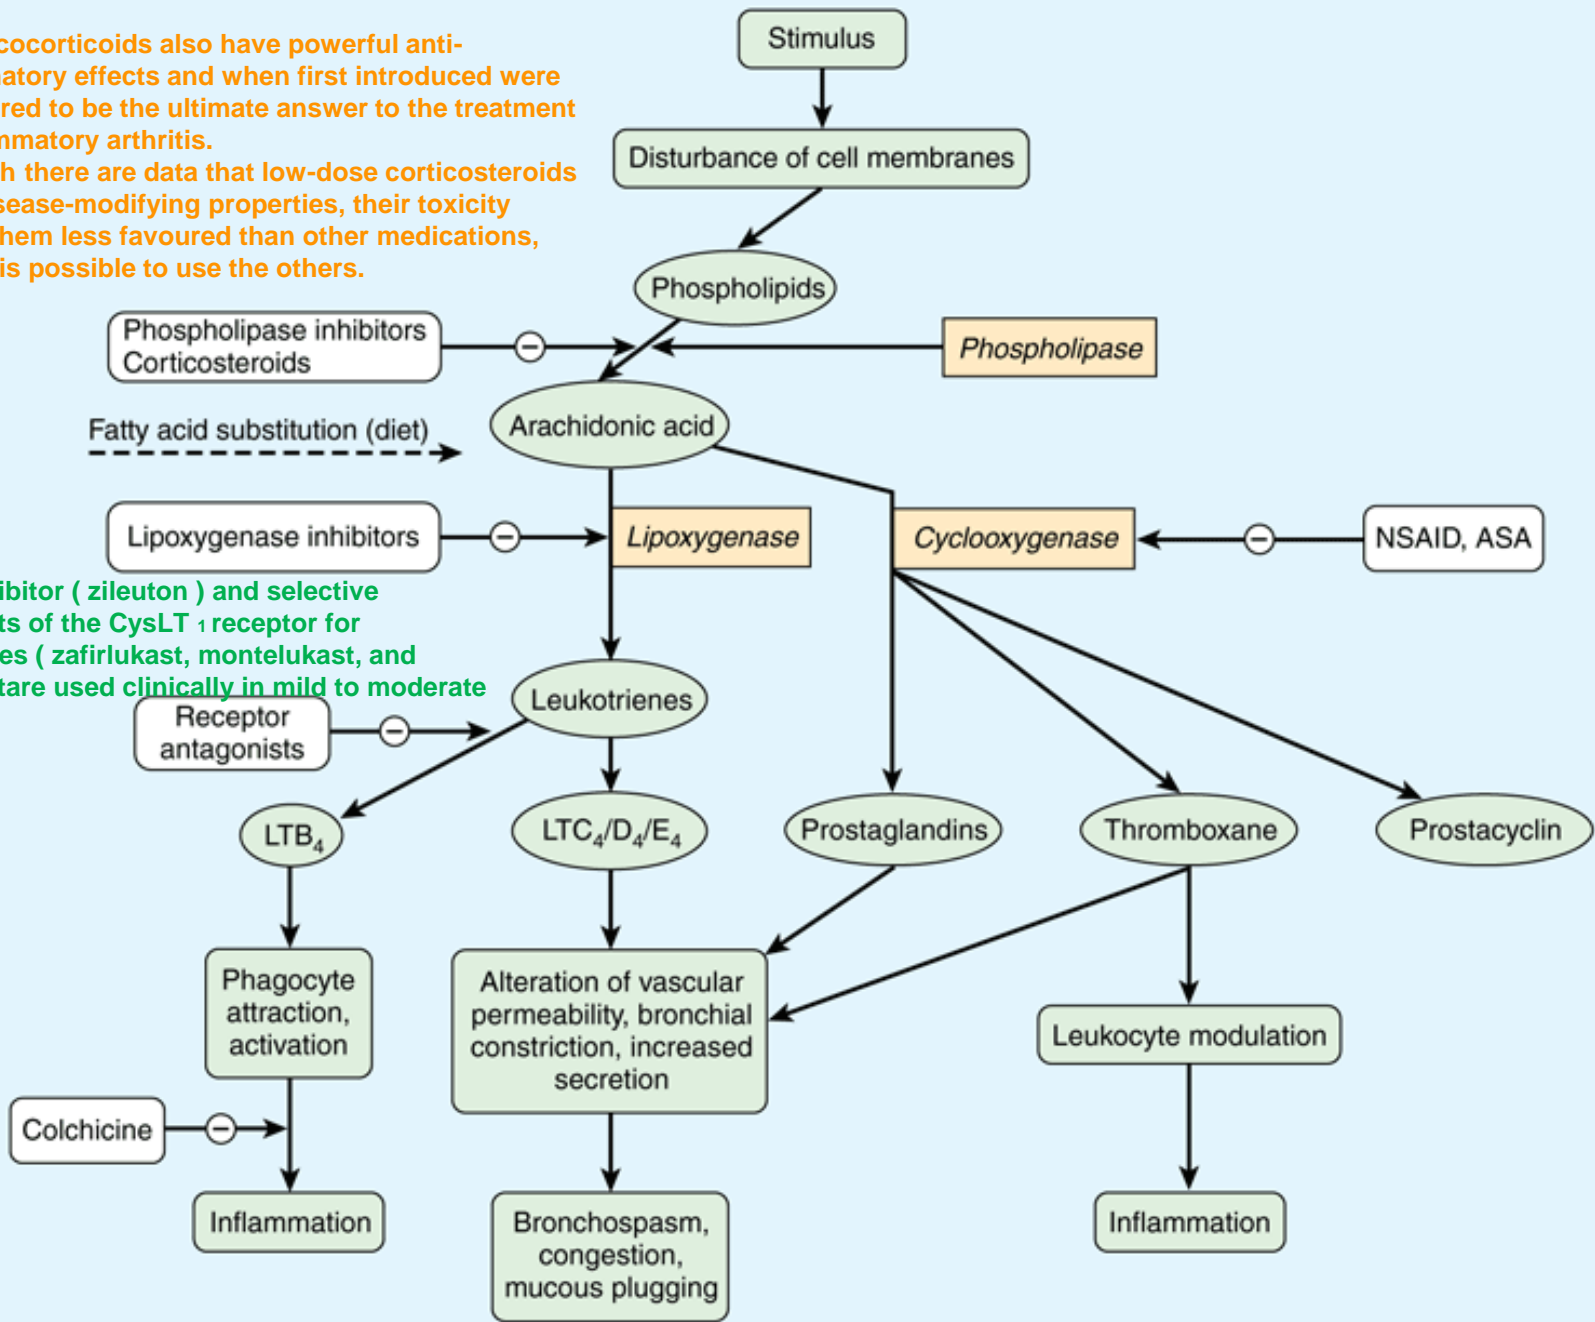 cocorticoids also have powerful anti-
natory effects and when first introduced were
red to be the ultimate answer to the treatment
mmatory arthritis.
h there are data that low-dose corticosteroids
sease-modifying properties, their toxicity
hem less favoured than other medications,
is possible to use the others.
Stimulus
Disturbance of cell membranes
Phospholipids
Phospholipase inhibitors
Corticosteroids
−
Phospholipase
Arachidonic acid
Fatty acid substitution (diet)
Lipoxygenase inhibitors
−
Lipoxygenase
Cyclooxygenase
−
NSAID, ASA
ibitor ( zileuton ) and selective
ts of the CysLT 1 receptor for
es ( zafirlukast, montelukast, and
tare used clinically in mild to moderate
Leukotrienes
Receptor
antagonists
−
LTB4
LTC4/D4/E4
Prostaglandins
Thromboxane
Prostacyclin
Phagocyte
attraction,
activation
Alteration of vascular
permeability, bronchial
constriction, increased
secretion
Leukocyte modulation
Colchicine
−
Inflammation
Bronchospasm,
congestion,
mucous plugging
Inflammation